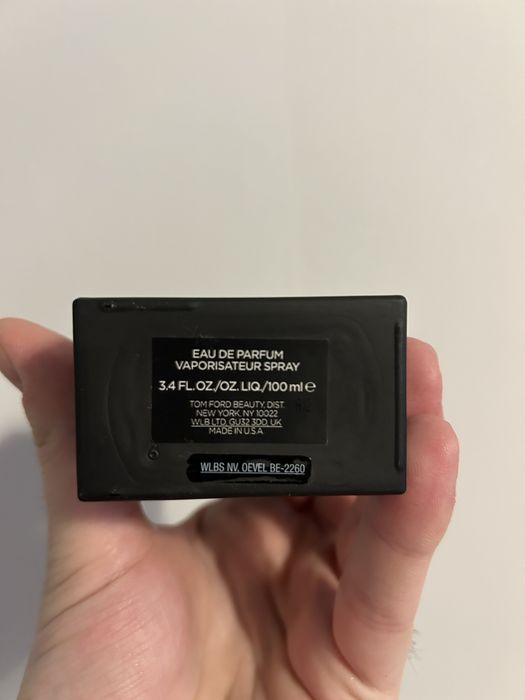 EAU DE PARFUM
VAPORISATEUR SPRAY
3.4 FL. OZ./OZ. LIQ./100 ml ℮
TOM FORD BEAUTY, DIST.
NEW YORK, NY 10022
WLB LTD, GU32 3DD, UK
MADE IN U.S.A
6
WLBS NV, OEVEL BE-2260